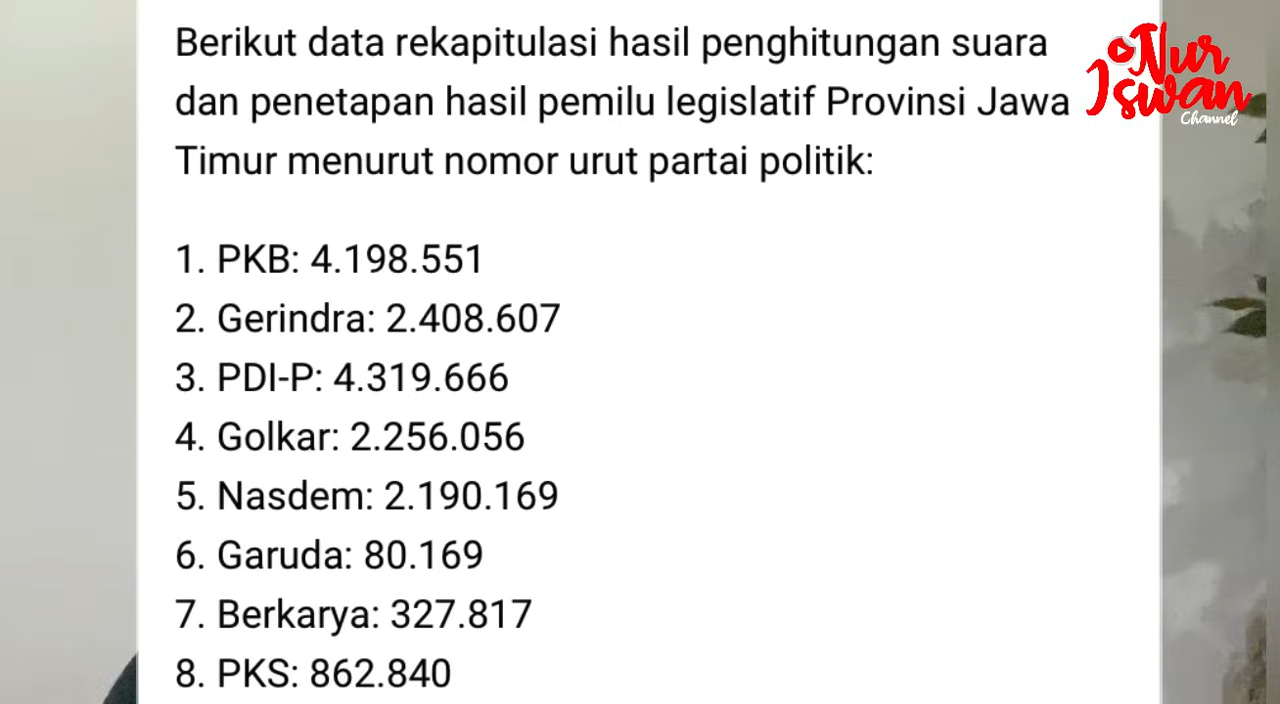 Berikut data rekapitulasi hasil penghitungan suara
dan penetapan hasil pemilu legislatif Provinsi Jawa
Timur menurut nomor urut partai politik:
1. PKB: 4.198.551
2. Gerindra: 2.408.607
3. PDI-P: 4.319.666
4. Golkar: 2.256.056
5. Nasdem: 2.190.169
6. Garuda: 80.169
7. Berkarya: 327.817
8. PKS: 862.840
Nur
Iswan
Channel